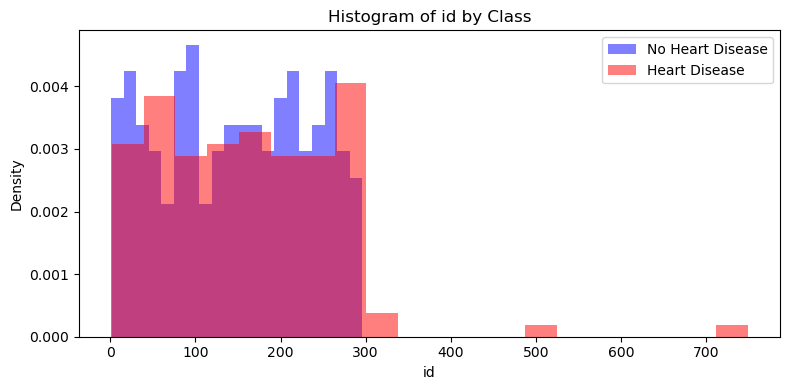 Histogram of id by Class
No Heart Disease
Heart Disease
Density
0.004
0.003
0.002
0.001
0.000
0 100 200 300 400 500 600 700
id